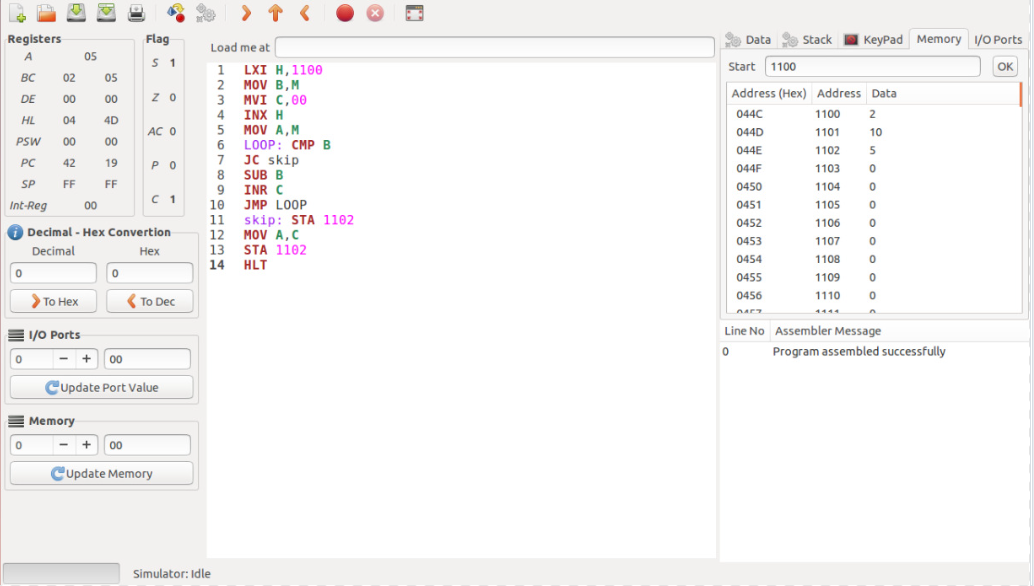 Registers
A 05
BC 02 05
DE 00 00
HL 04 4D
PSW 00 00
PC 42 19
SP FF FF
Int-Reg 00
Flag
S 1
Z 0
AC 0
P 0
C 1
Decimal - Hex Convertion
Decimal Hex
0 0
To Hex To Dec
I/O Ports
0 − + 00
Update Port Value
Memory
0 − + 00
Update Memory
Load me at
1 LXI H,1100
2 MOV B,M
3 MVI C,00
4 INX H
5 MOV A,M
6 LOOP: CMP B
7 JC skip
8 SUB B
9 INR C
10 JMP LOOP
11 skip: STA 1102
12 MOV A,C
13 STA 1102
14 HLT
Data Stack KeyPad Memory I/O Ports
Start 1100 OK
Address (Hex) Address Data
044C 1100 2
044D 1101 10
044E 1102 5
044F 1103 0
0450 1104 0
0451 1105 0
0452 1106 0
0453 1107 0
0454 1108 0
0455 1109 0
0456 1110 0
0457 1111 0
Line No Assembler Message
0 Program assembled successfully
Simulator: Idle